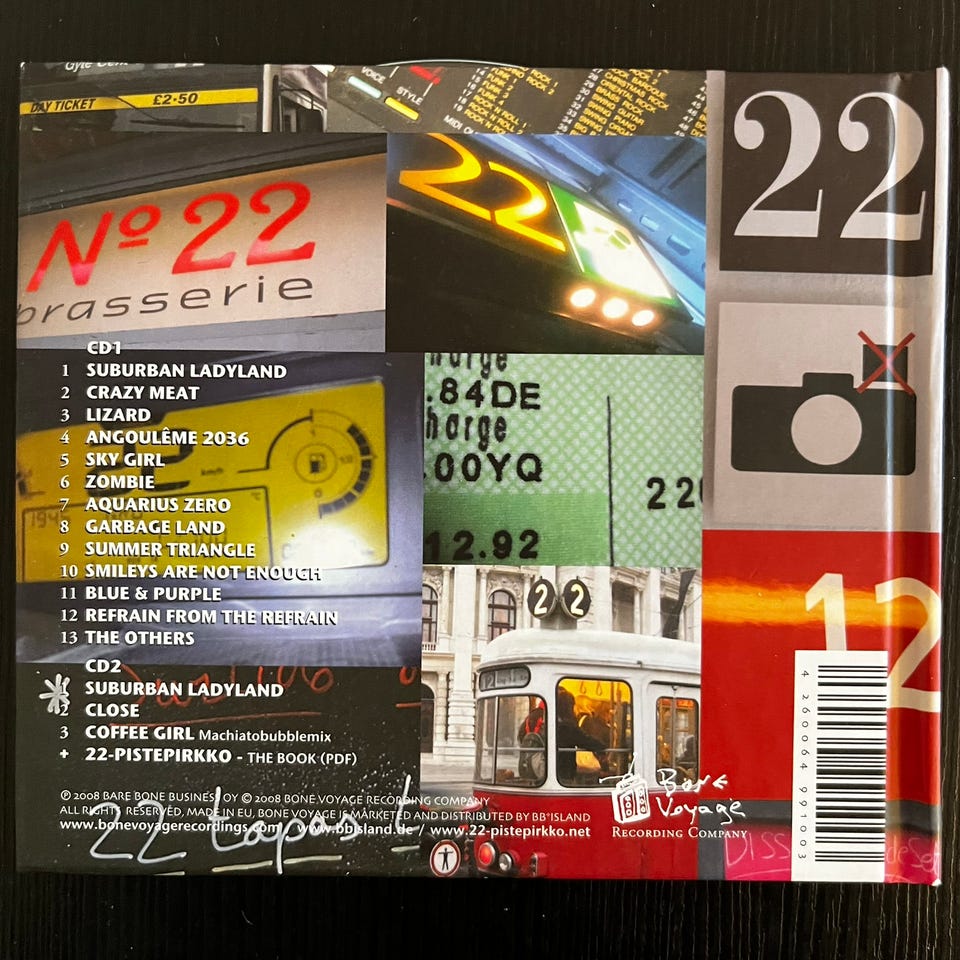 DAY TICKET £2-50
VOICE
STYLE
No 22
brasserie
22
22
CD1
1 SUBURBAN LADYLAND
2 CRAZY MEAT
3 LIZARD
4 ANGOULÊME 2036
5 SKY GIRL
6 ZOMBIE
7 AQUARIUS ZERO
8 GARBAGE LAND
9 SUMMER TRIANGLE
10 SMILEYS ARE NOT ENOUGH
11 BLUE & PURPLE
12 REFRAIN FROM THE REFRAIN
13 THE OTHERS
CD2
1 SUBURBAN LADYLAND
2 CLOSE
3 COFFEE GIRL Machiatobubblemix
+ 22-PISTEPIRKKO - THE BOOK (PDF)
.84DE
.00YQ
22
12.92
22
12
℗ 2008 BARE BONE BUSINESS OY © 2008 BONE VOYAGE RECORDING COMPANY
ALL RIGHTS RESERVED, MADE IN EU, BONE VOYAGE IS MARKETED AND DISTRIBUTED BY BB*ISLAND
www.bonevoyagerecordings.com / www.bbisland.de / www.22-pistepirkko.net
22 tapast
BONE
Voyage
RECORDING COMPANY
4 260064 991003